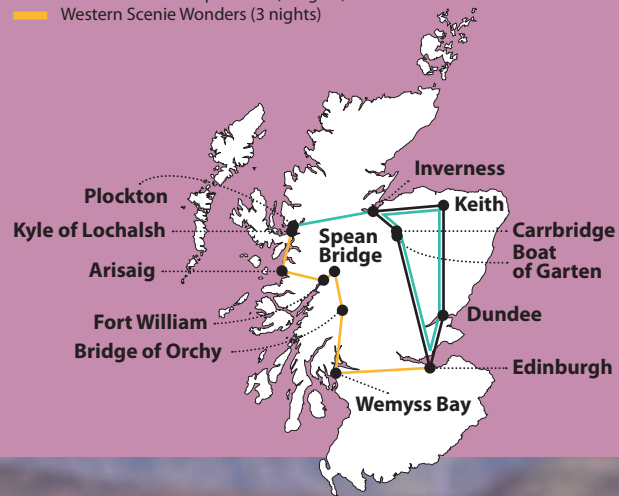 Western Scenie Wonders (3 nights)
Inverness
Plockton
Keith
Kyle of Lochalsh
Spean
Bridge
Carrbridge
Boat
of Garten
Arisaig
Fort William
Dundee
Bridge of Orchy
Edinburgh
Wemyss Bay